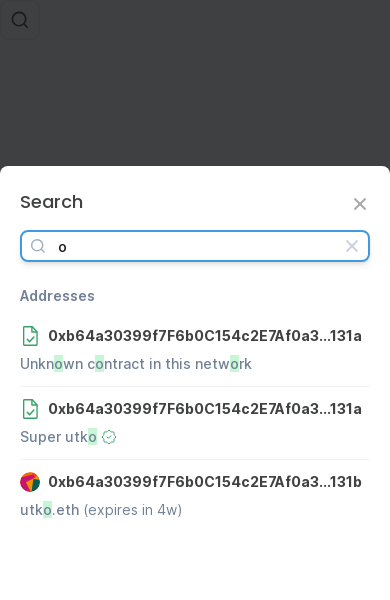 Search
o
Addresses
0xb64a30399f7F6b0C154c2E7Af0a3...131a
Unknown contract in this network
0xb64a30399f7F6b0C154c2E7Af0a3...131a
Super utko
0xb64a30399f7F6b0C154c2E7Af0a3...131b
utko.eth (expires in 4w)